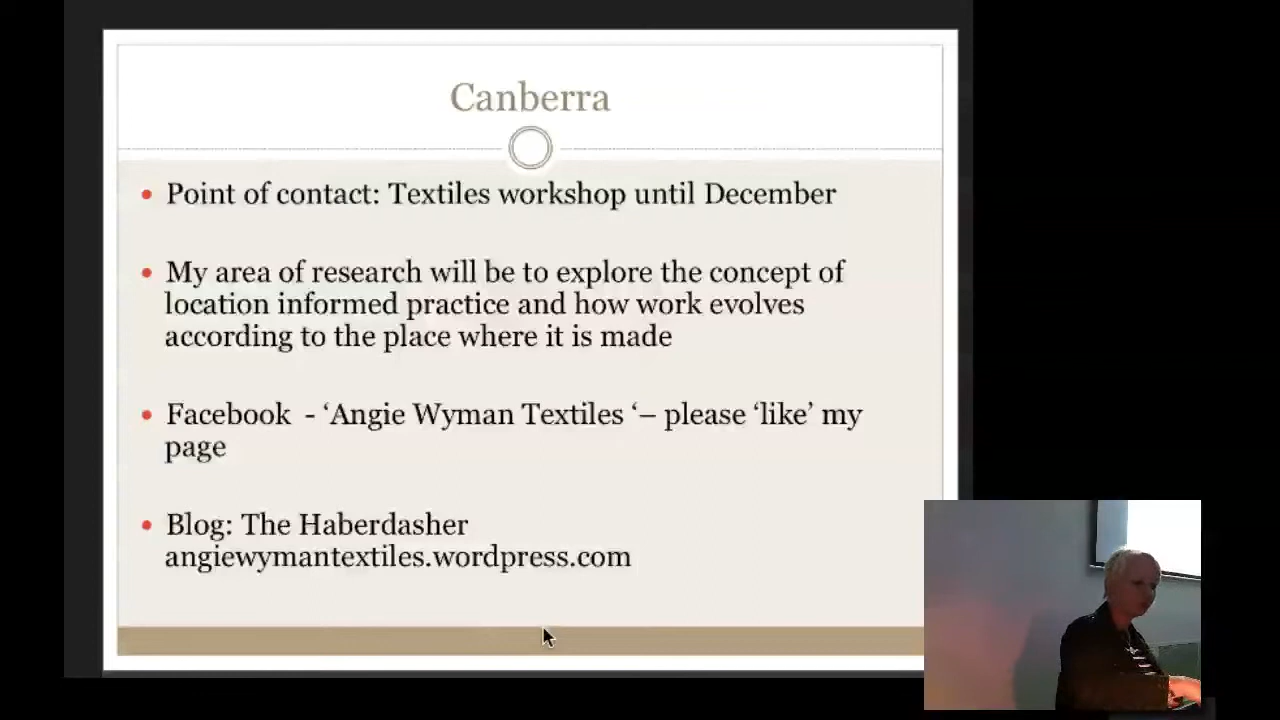 Canberra
Point of contact: Textiles workshop until December
My area of research will be to explore the concept of
location informed practice and how work evolves
according to the place where it is made
Facebook  - ‘Angie Wyman Textiles ‘– please ‘like’ my
page
Blog: The Haberdasher
angiewymantextiles.wordpress.com